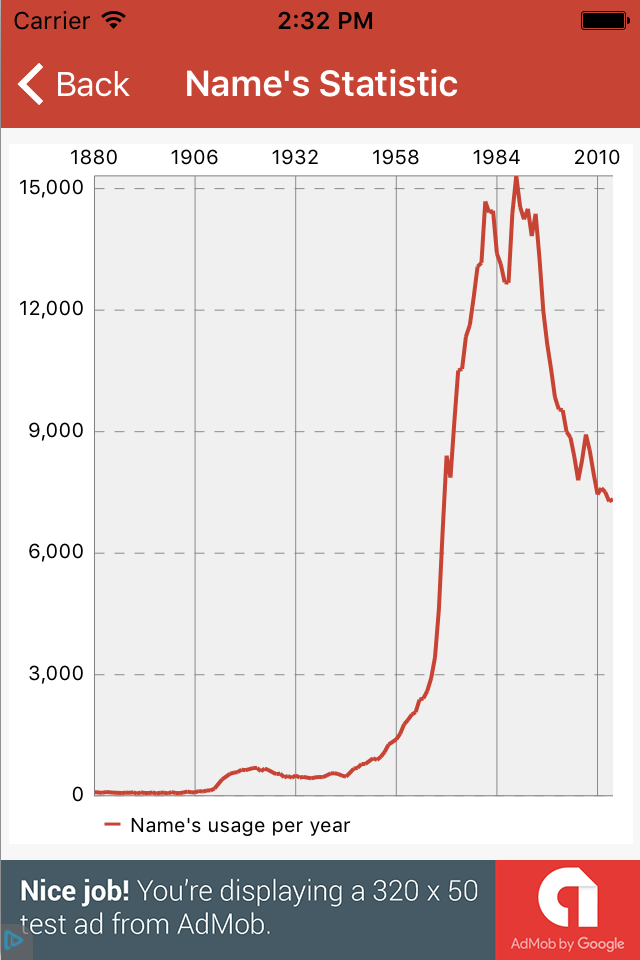 Carrier 2:32 PM
Back Name's Statistic
1880 1906 1932 1958 1984 2010
15,000
12,000
9,000
6,000
3,000
0
Name's usage per year
Nice job! You're displaying a 320 x 50
test ad from AdMob.
AdMob by Google